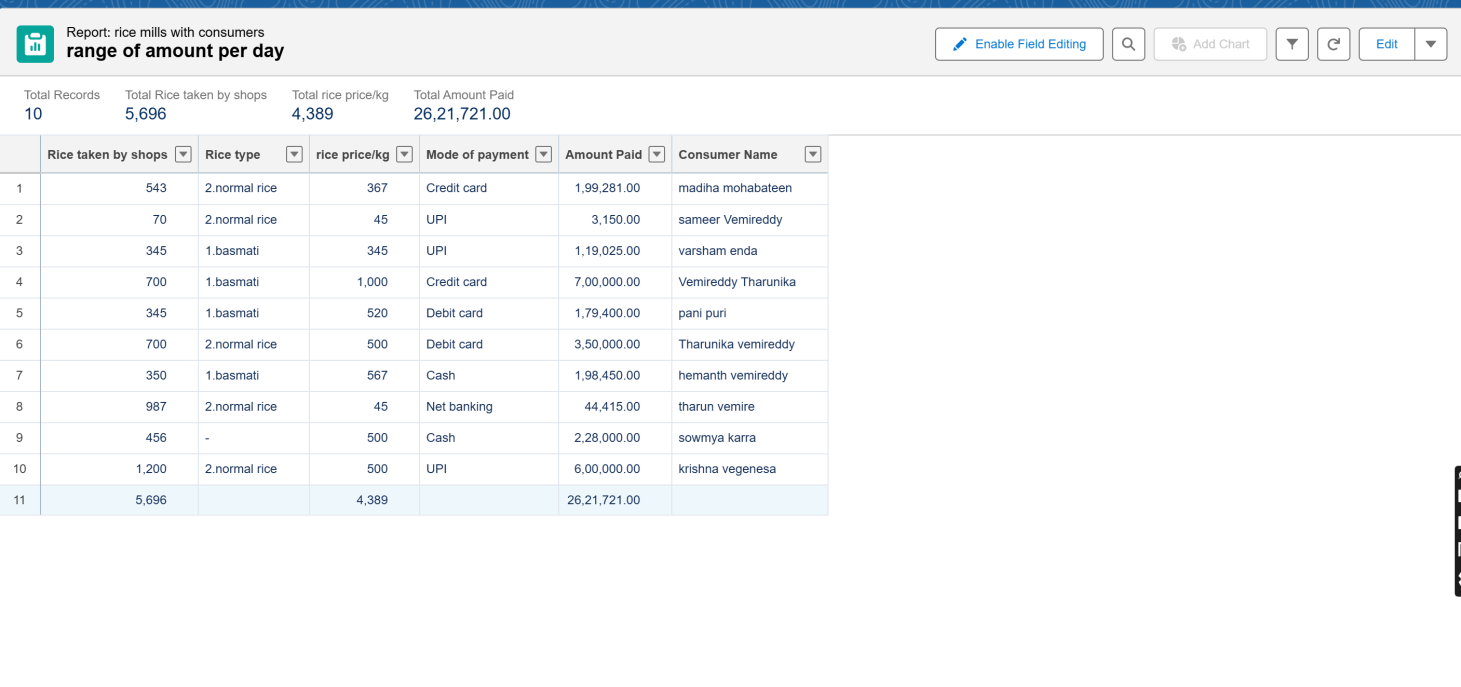 Report: rice mills with consumers
range of amount per day
Enable Field Editing Add Chart Edit
Total Records Total Rice taken by shops Total rice price/kg Total Amount Paid
10 5,696 4,389 26,21,721.00
Rice taken by shops Rice type rice price/kg Mode of payment Amount Paid Consumer Name
1 543 2.normal rice 367 Credit card 1,99,281.00 madiha mohabateen
2 70 2.normal rice 45 UPI 3,150.00 sameer Vemireddy
3 345 1.basmati 345 UPI 1,19,025.00 varsham enda
4 700 1.basmati 1,000 Credit card 7,00,000.00 Vemireddy Tharunika
5 345 1.basmati 520 Debit card 1,79,400.00 pani puri
6 700 2.normal rice 500 Debit card 3,50,000.00 Tharunika vemireddy
7 350 1.basmati 567 Cash 1,98,450.00 hemanth vemireddy
8 987 2.normal rice 45 Net banking 44,415.00 tharun vemire
9 456 - 500 Cash 2,28,000.00 sowmya karra
10 1,200 2.normal rice 500 UPI 6,00,000.00 krishna vegenesa
11 5,696 4,389 26,21,721.00